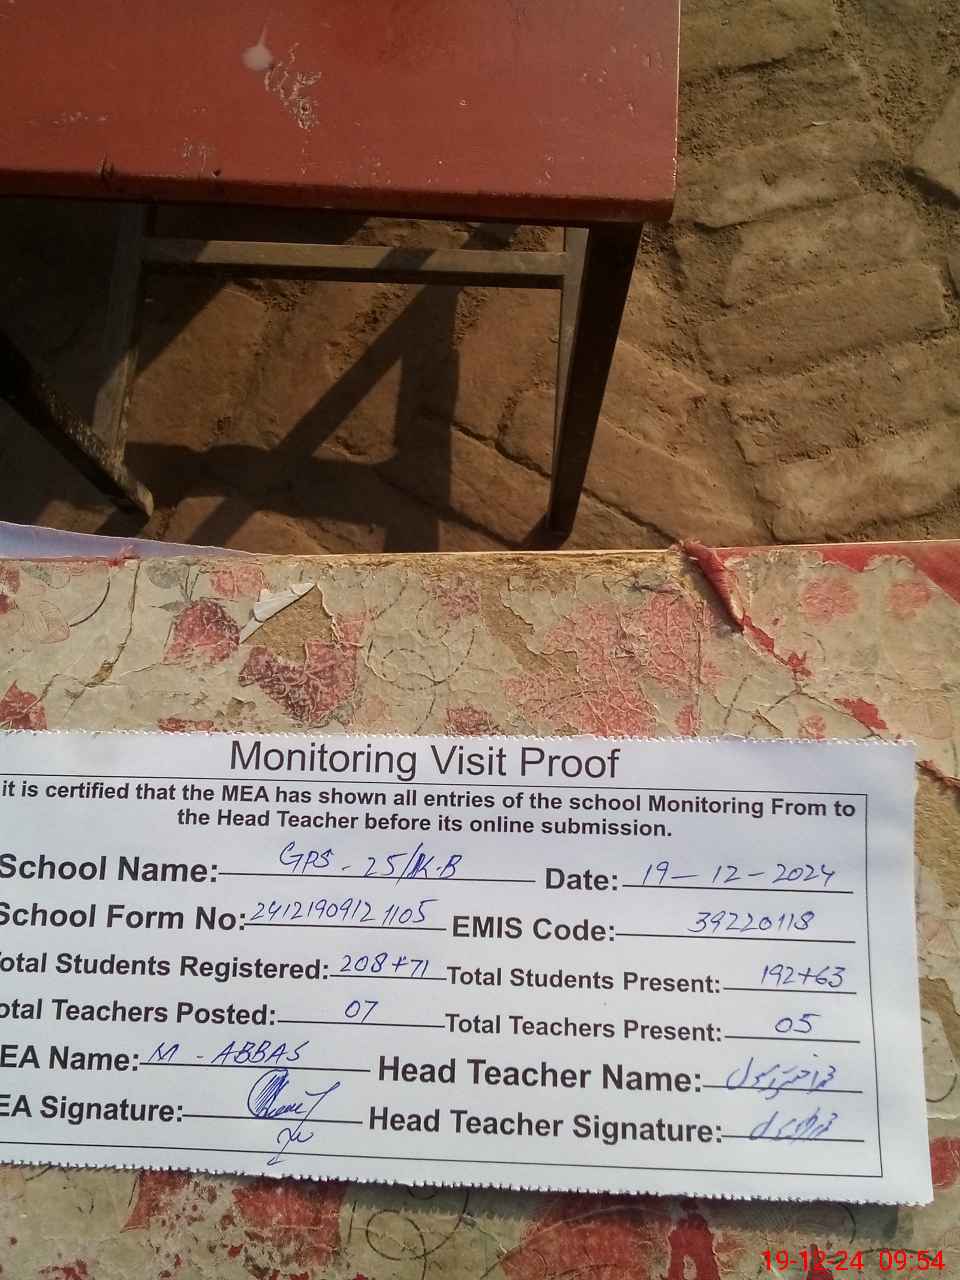 Monitoring Visit Proof
it is certified that the MEA has shown all entries of the school Monitoring From to
the Head Teacher before its online submission.
School Name: GPS - 25/K-B Date: 19-12-2024
School Form No: 24121909121105 EMIS Code: 39220118
otal Students Registered: 208+71 Total Students Present: 192+63
otal Teachers Posted: 07 Total Teachers Present: 05
EA Name: M - ABBAS Head Teacher Name:
EA Signature: Head Teacher Signature:
19-12-24 09:54